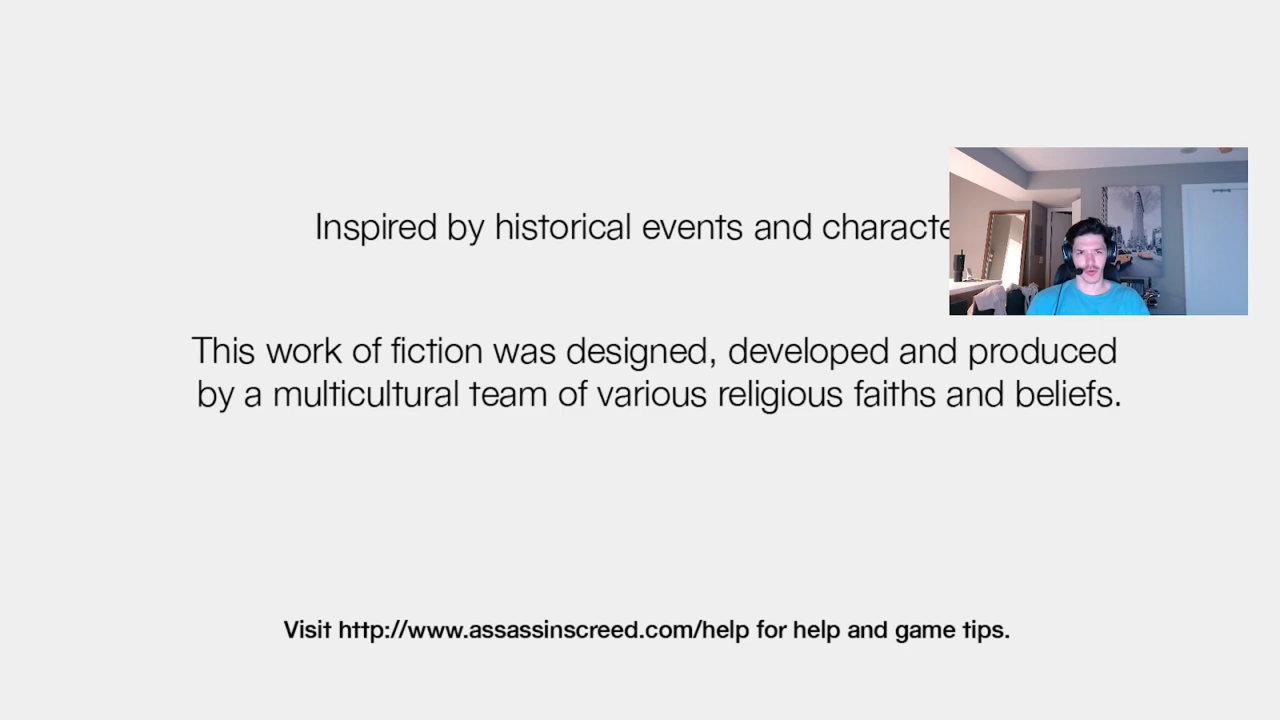 Inspired by historical events and characte
This work of fiction was designed, developed and produced
by a multicultural team of various religious faiths and beliefs.
Visit http://www.assassinscreed.com/help for help and game tips.